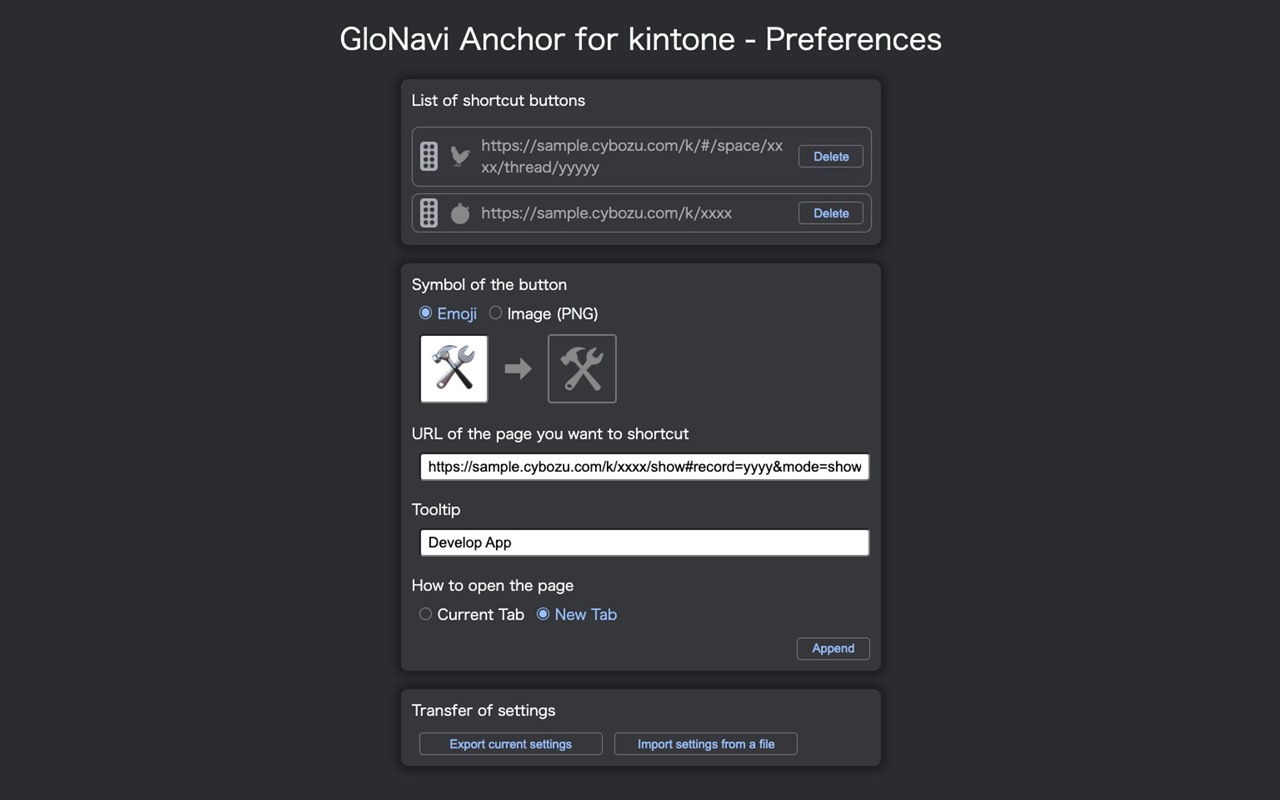 GloNavi Anchor for kintone - Preferences
List of shortcut buttons
https://sample.cybozu.com/k/#/space/xx
xx/thread/yyyyy
Delete
https://sample.cybozu.com/k/xxxx
Delete
Symbol of the button
Emoji
Image (PNG)
URL of the page you want to shortcut
https://sample.cybozu.com/k/xxxx/show#record=yyyy&mode=show
Tooltip
Develop App
How to open the page
Current Tab
New Tab
Append
Transfer of settings
Export current settings
Import settings from a file